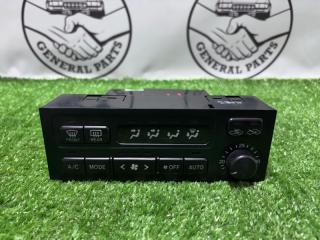 GENERAL PARTS
GENERAL PARTS
FRONT
REAR
A/C
MODE
OFF
AUTO